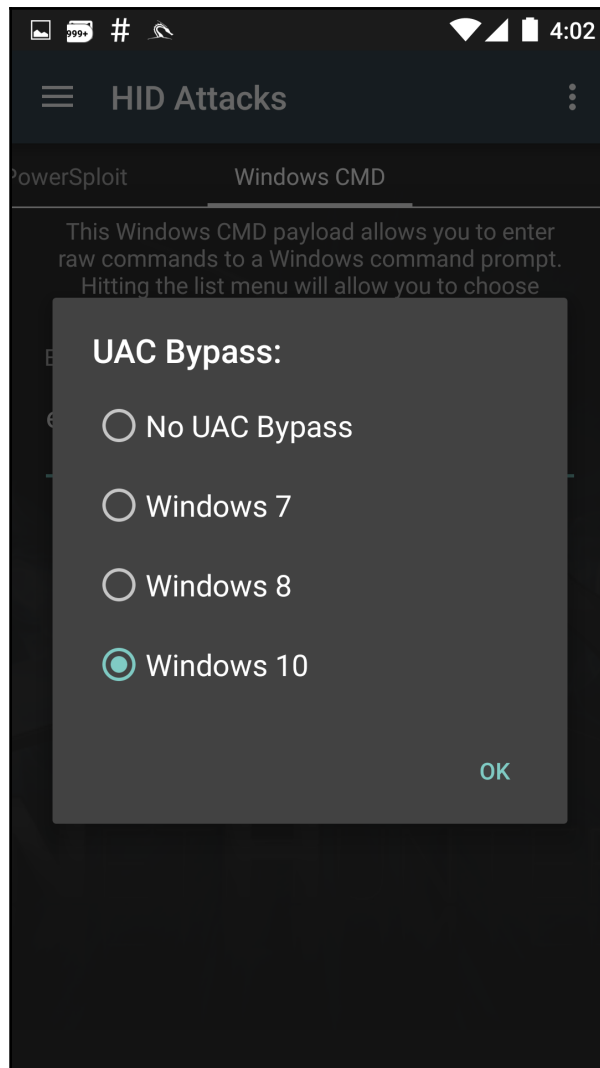 999+ # 4:02
HID Attacks
PowerSploit Windows CMD
This Windows CMD payload allows you to enter
raw commands to a Windows command prompt.
Hitting the list menu will allow you to choose
UAC Bypass:
No UAC Bypass
Windows 7
Windows 8
Windows 10
OK